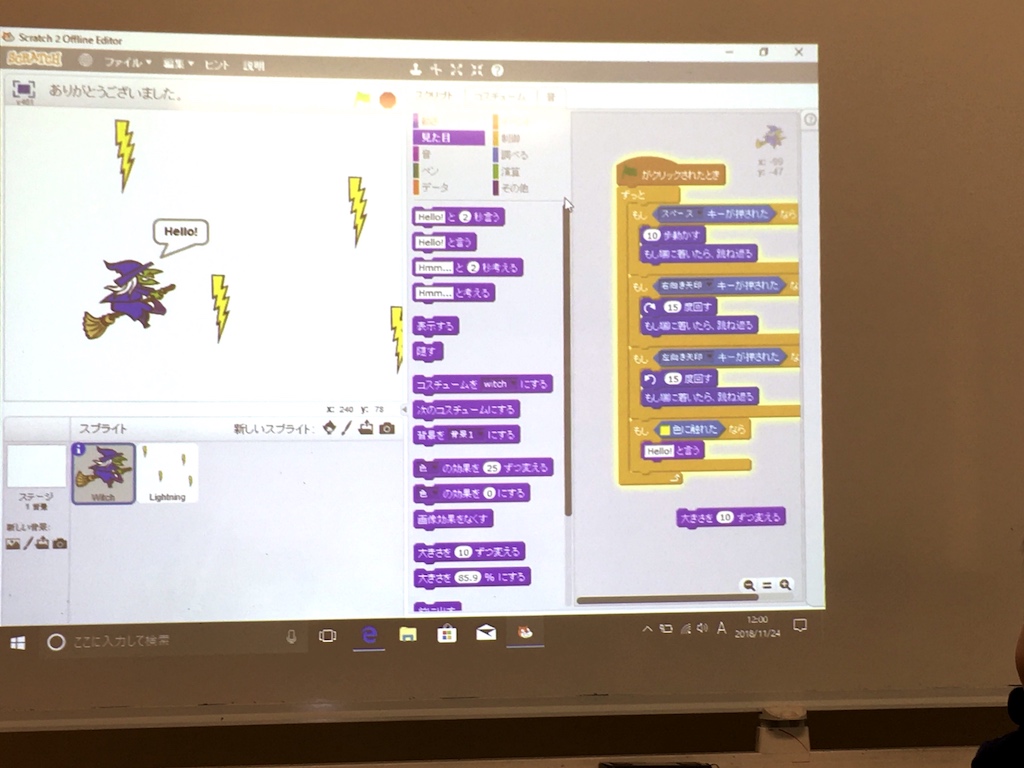 Scratch 2 Offline Editor
SCRATCH ファイル 編集 ヒント 説明
v461
ありがとうございました。
スクリプト コスチューム 音
見た目
制御
音
調べる
ペン
演算
データ
その他
Hello!
Hello! と 2 秒言う
Hello! と言う
Hmm... と 2 秒考える
Hmm... と考える
表示する
隠す
コスチュームを witch にする
次のコスチュームにする
背景を 背景1 にする
色 の効果を 25 ずつ変える
色 の効果を 0 にする
画像効果をなくす
大きさを 10 ずつ変える
大きさを 85.9 % にする
x: -99
y: -47
がクリックされたとき
ずっと
もし スペース キーが押された なら
10 歩動かす
もし端に着いたら、跳ね返る
もし 右向き矢印 キーが押された な
15 度回す
もし端に着いたら、跳ね返る
もし 左向き矢印 キーが押された な
15 度回す
もし端に着いたら、跳ね返る
もし 色に触れた なら
Hello! と言う
大きさを 10 ずつ変える
x: 240 y: 78
スプライト 新しいスプライト:
ステージ
1 背景
新しい背景:
Witch
Lightning
ここに入力して検索
A
12:00
2018/11/24